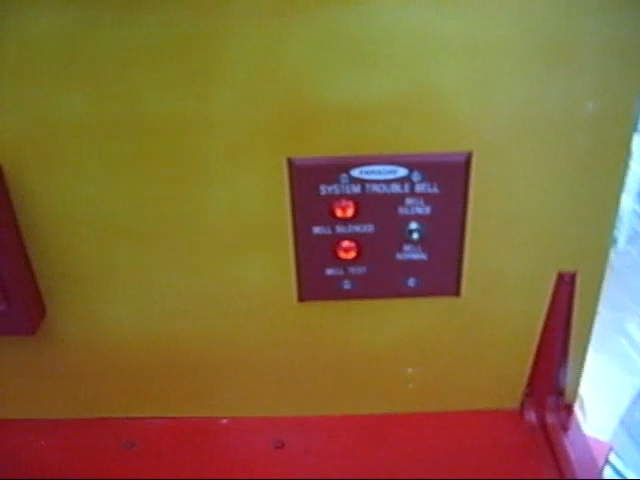 SYSTEM TROUBLE BELL
BELL
SILENCE
BELL SILENCED
BELL
NORMAL
BELL TEST